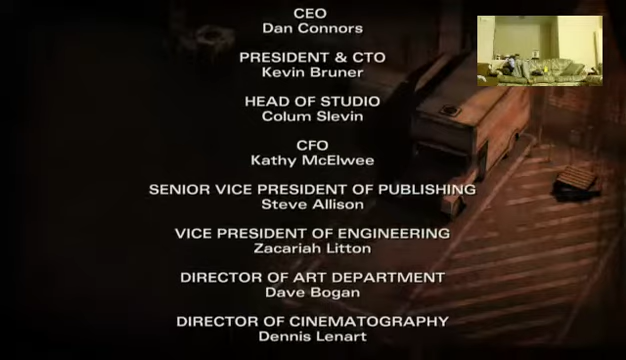 CEO
Dan Connors
PRESIDENT & CTO
Kevin Bruner
HEAD OF STUDIO
Colum Slevin
CFO
Kathy McElwee
SENIOR VICE PRESIDENT OF PUBLISHING
Steve Allison
VICE PRESIDENT OF ENGINEERING
Zacariah Litton
DIRECTOR OF ART DEPARTMENT
Dave Bogan
DIRECTOR OF CINEMATOGRAPHY
Dennis Lenart